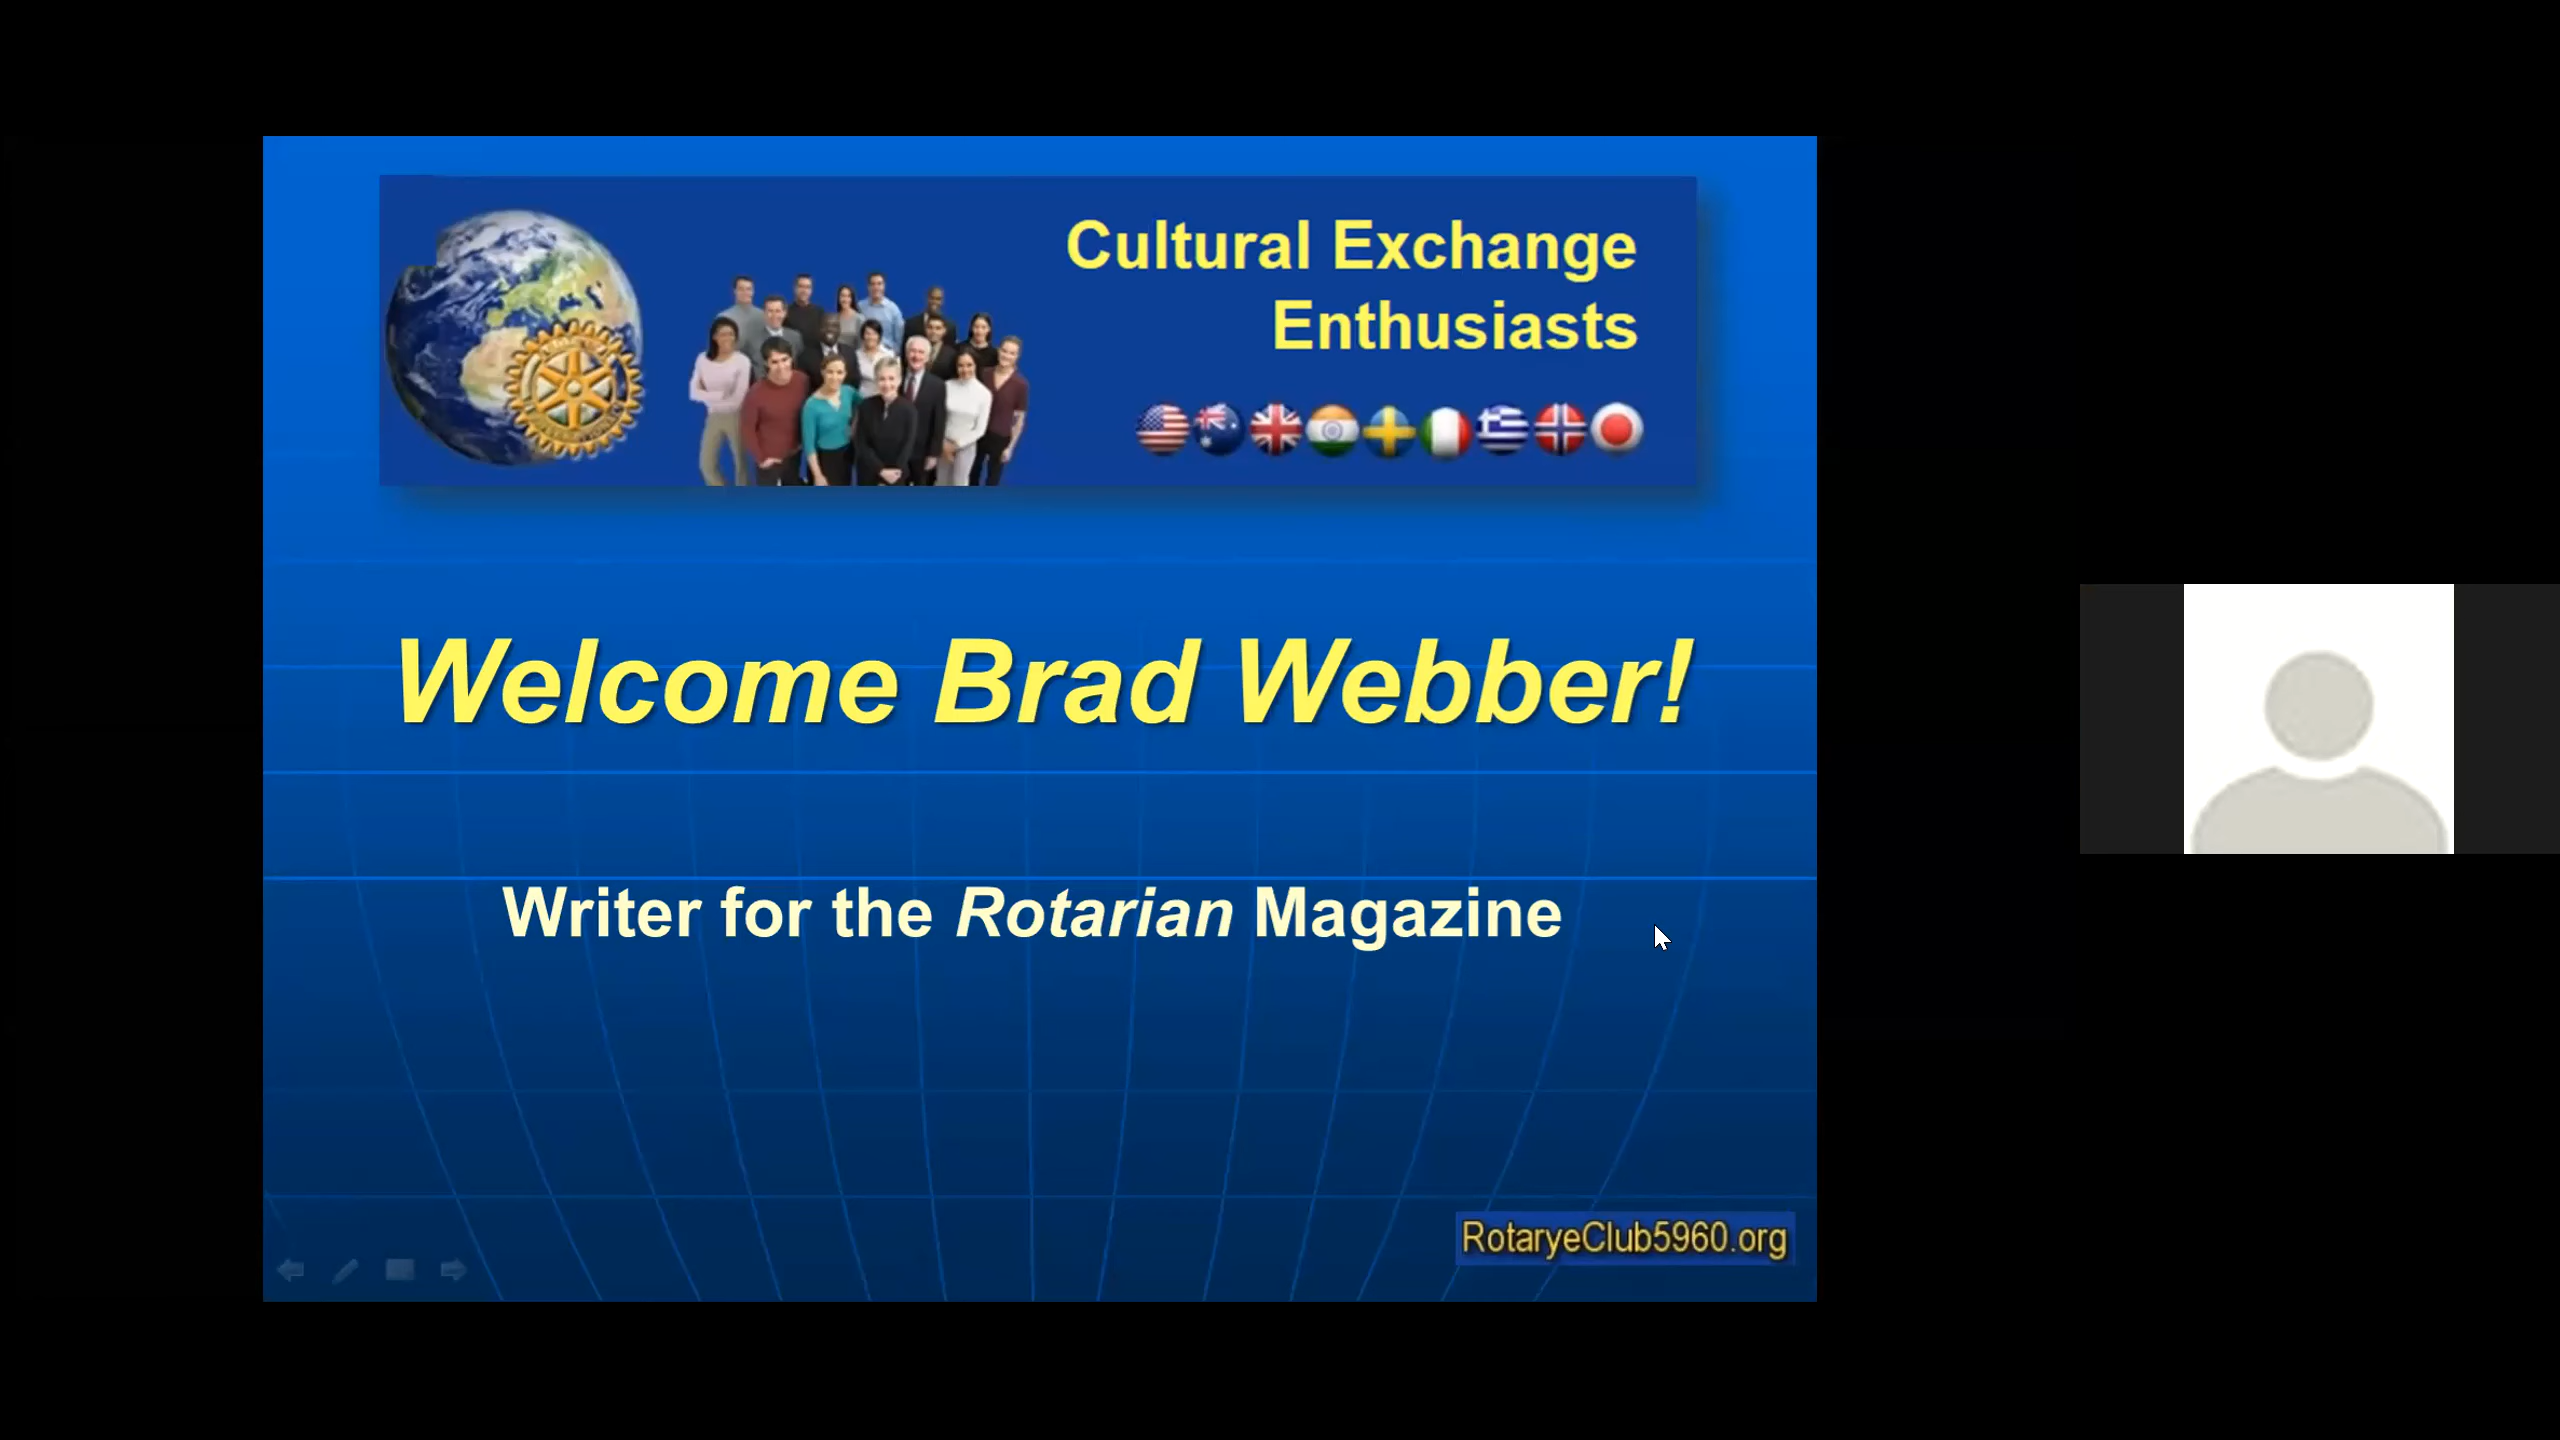 Cultural Exchange
Enthusiasts
Welcome Brad Webber!
Writer for the Rotarian Magazine
RotaryeClub5960.org